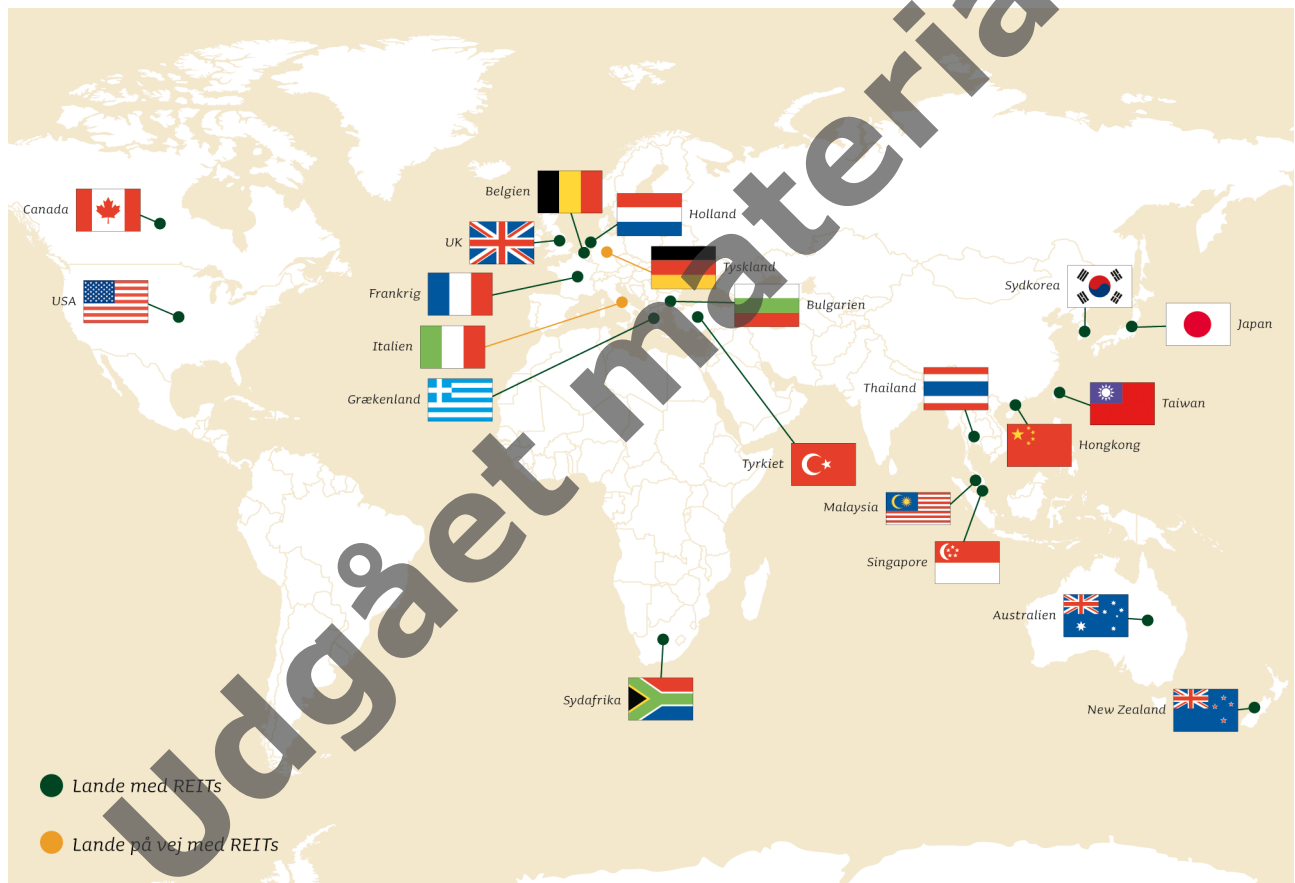 Canada
USA
Belgien
Holland
UK
Tyskland
Frankrig
Bulgarien
Italien
Grækenland
Tyrkiet
Sydkorea
Japan
Thailand
Taiwan
Hongkong
Malaysia
Singapore
Australien
New Zealand
Sydafrika
Lande med REITs
Lande på vej med REITs
Udgået materia